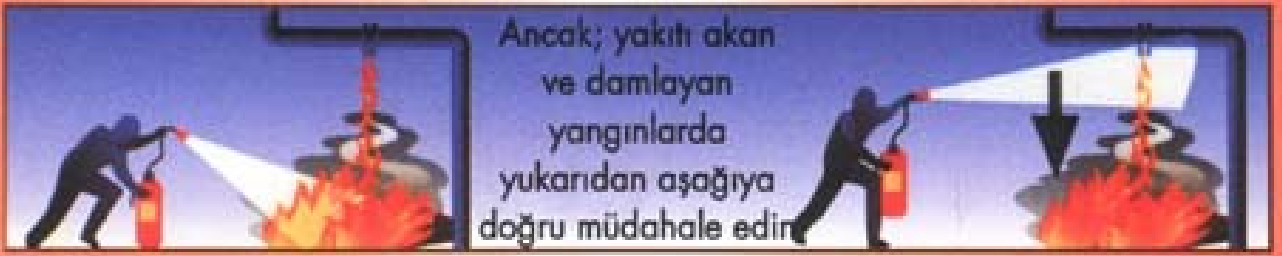 Ancak; yakıtı akan
ve damlayan
yangınlarda
yukarıdan aşağıya
doğru müdahale edin